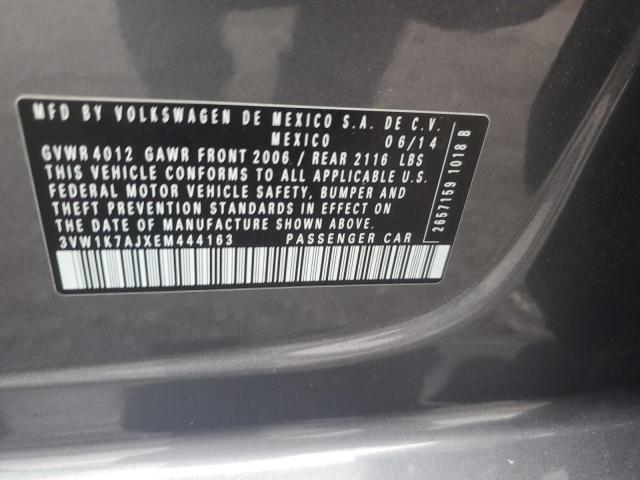 MFD BY VOLKSWAGEN DE MEXICO S.A. DE C.V.
MEXICO 06/14
GVWR 4012 GAWR FRONT 2006 / REAR 2116 LBS
THIS VEHICLE CONFORMS TO ALL APPLICABLE U.S.
FEDERAL MOTOR VEHICLE SAFETY, BUMPER AND
THEFT PREVENTION STANDARDS IN EFFECT ON
THE DATE OF MANUFACTURE SHOWN ABOVE.
3VW1K7AJXEM444163 PASSENGER CAR
2657159 1018 B